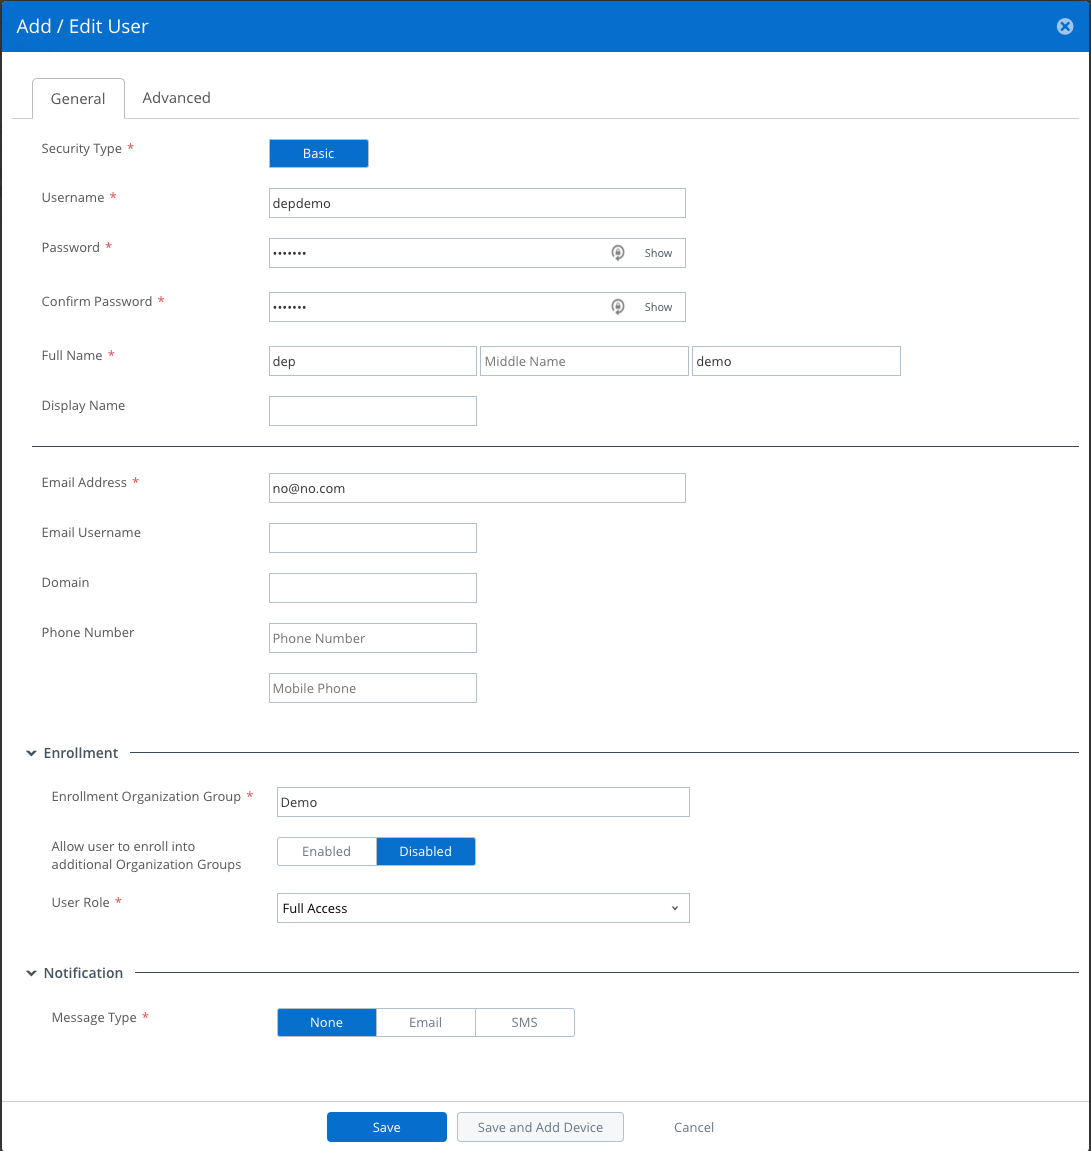 Add / Edit User
General Advanced
Security Type * Basic
Username * depdemo
Password * ••••••• Show
Confirm Password * ••••••• Show
Full Name * dep Middle Name demo
Display Name
Email Address * no@no.com
Email Username
Domain
Phone Number Phone Number
Mobile Phone
Enrollment
Enrollment Organization Group * Demo
Allow user to enroll into
additional Organization Groups Enabled Disabled
User Role * Full Access
Notification
Message Type * None Email SMS
Save Save and Add Device Cancel